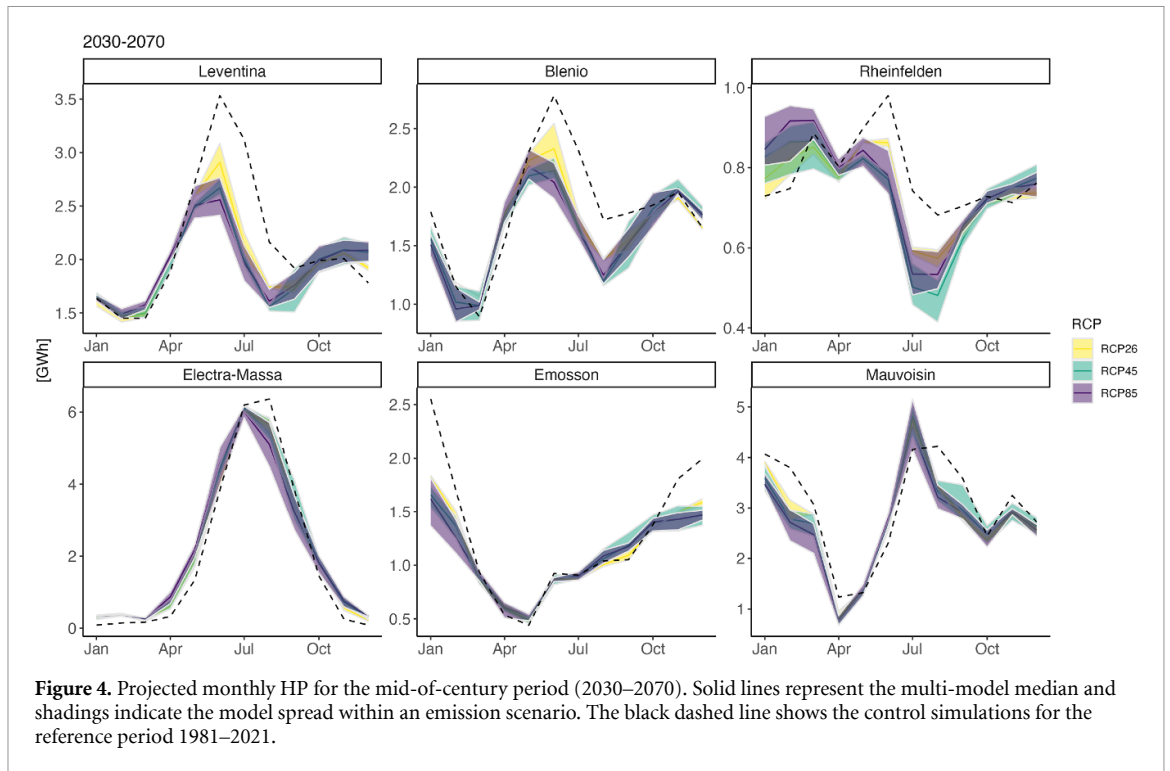 2030-2070
Leventina
Blenio
Rheinfelden
3.5
3.0
2.5
2.0
1.5
2.5
2.0
1.5
1.0
1.0
0.8
0.6
0.4
Jan Apr Jul Oct
Jan Apr Jul Oct
Jan Apr Jul Oct
[GWh]
RCP
RCP26
RCP45
RCP85
Electra-Massa
Emosson
Mauvoisin
6
4
2
0
2.5
2.0
1.5
1.0
0.5
5
4
3
2
1
Jan Apr Jul Oct
Jan Apr Jul Oct
Jan Apr Jul Oct
Figure 4. Projected monthly HP for the mid-of-century period (2030–2070). Solid lines represent the multi-model median and
shadings indicate the model spread within an emission scenario. The black dashed line shows the control simulations for the
reference period 1981–2021.